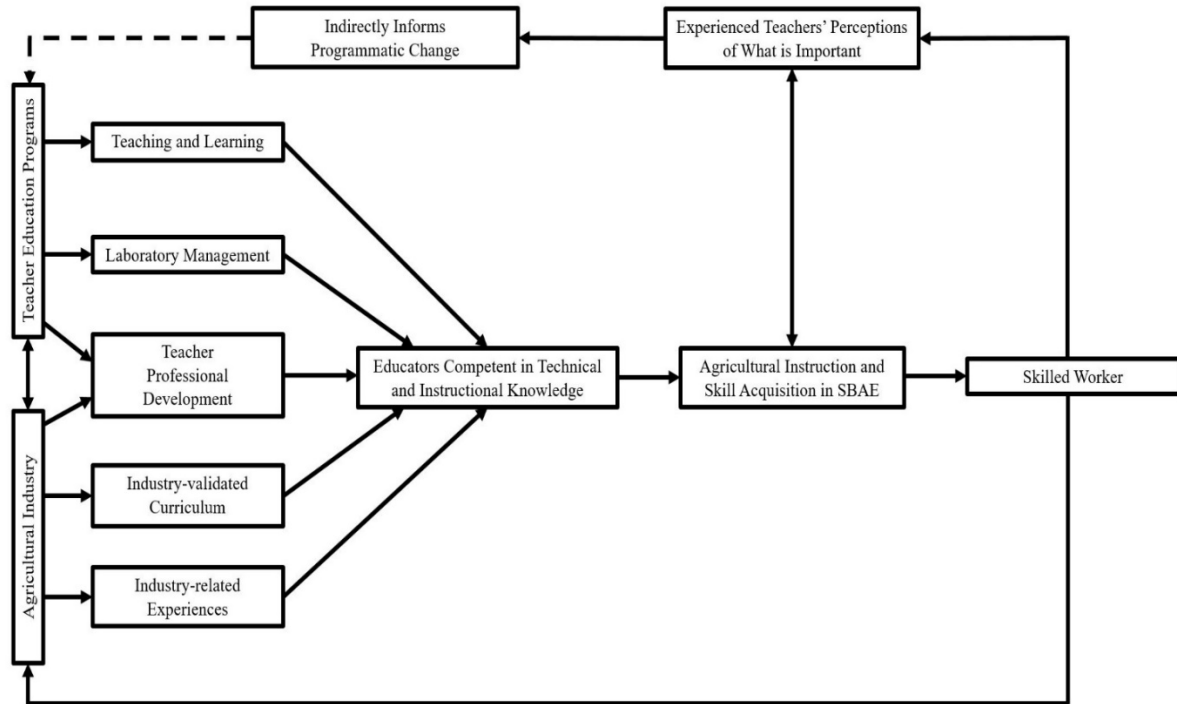 Indirectly Informs
Programmatic Change
Experienced Teachers' Perceptions
of What is Important
Teacher Education Programs
Teaching and Learning
Laboratory Management
Teacher
Professional
Development
Educators Competent in Technical
and Instructional Knowledge
Agricultural Instruction and
Skill Acquisition in SBAE
Skilled Worker
Agricultural Industry
Industry-validated
Curriculum
Industry-related
Experiences